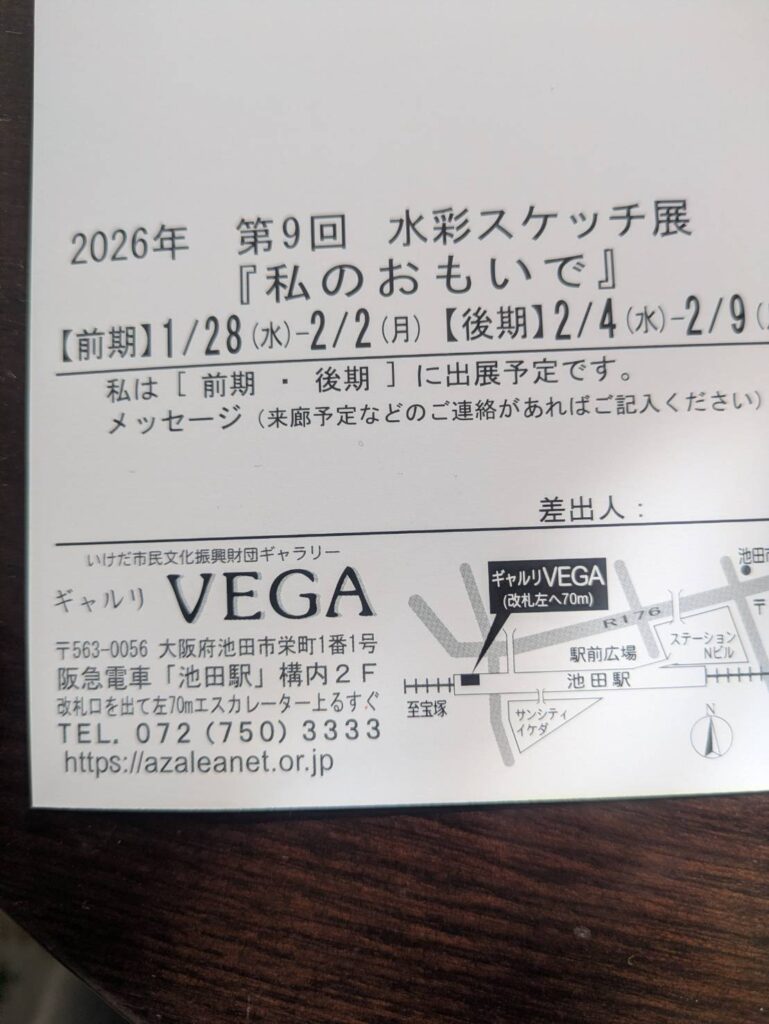 2026年 第9回 水彩スケッチ展
『私のおもいで』
【前期】1/28(水)-2/2(月)【後期】2/4(水)-2/9(
私は [ 前期 ・ 後期 ] に出展予定です。
メッセージ(来廊予定などのご連絡があればご記入ください)
差出人:
いけだ市民文化振興財団ギャラリー
ギャルリ VEGA
〒563-0056 大阪府池田市栄町1番1号
阪急電車「池田駅」構内2F
改札口を出て左70mエスカレーター上るすぐ
TEL. 072(750)3333
https://azaleanet.or.jp
ギャルリVEGA
(改札左へ70m)
池田
〒
R176
ステーション
Nビル
駅前広場
池田駅
至宝塚
サンシティ
イケダ
N